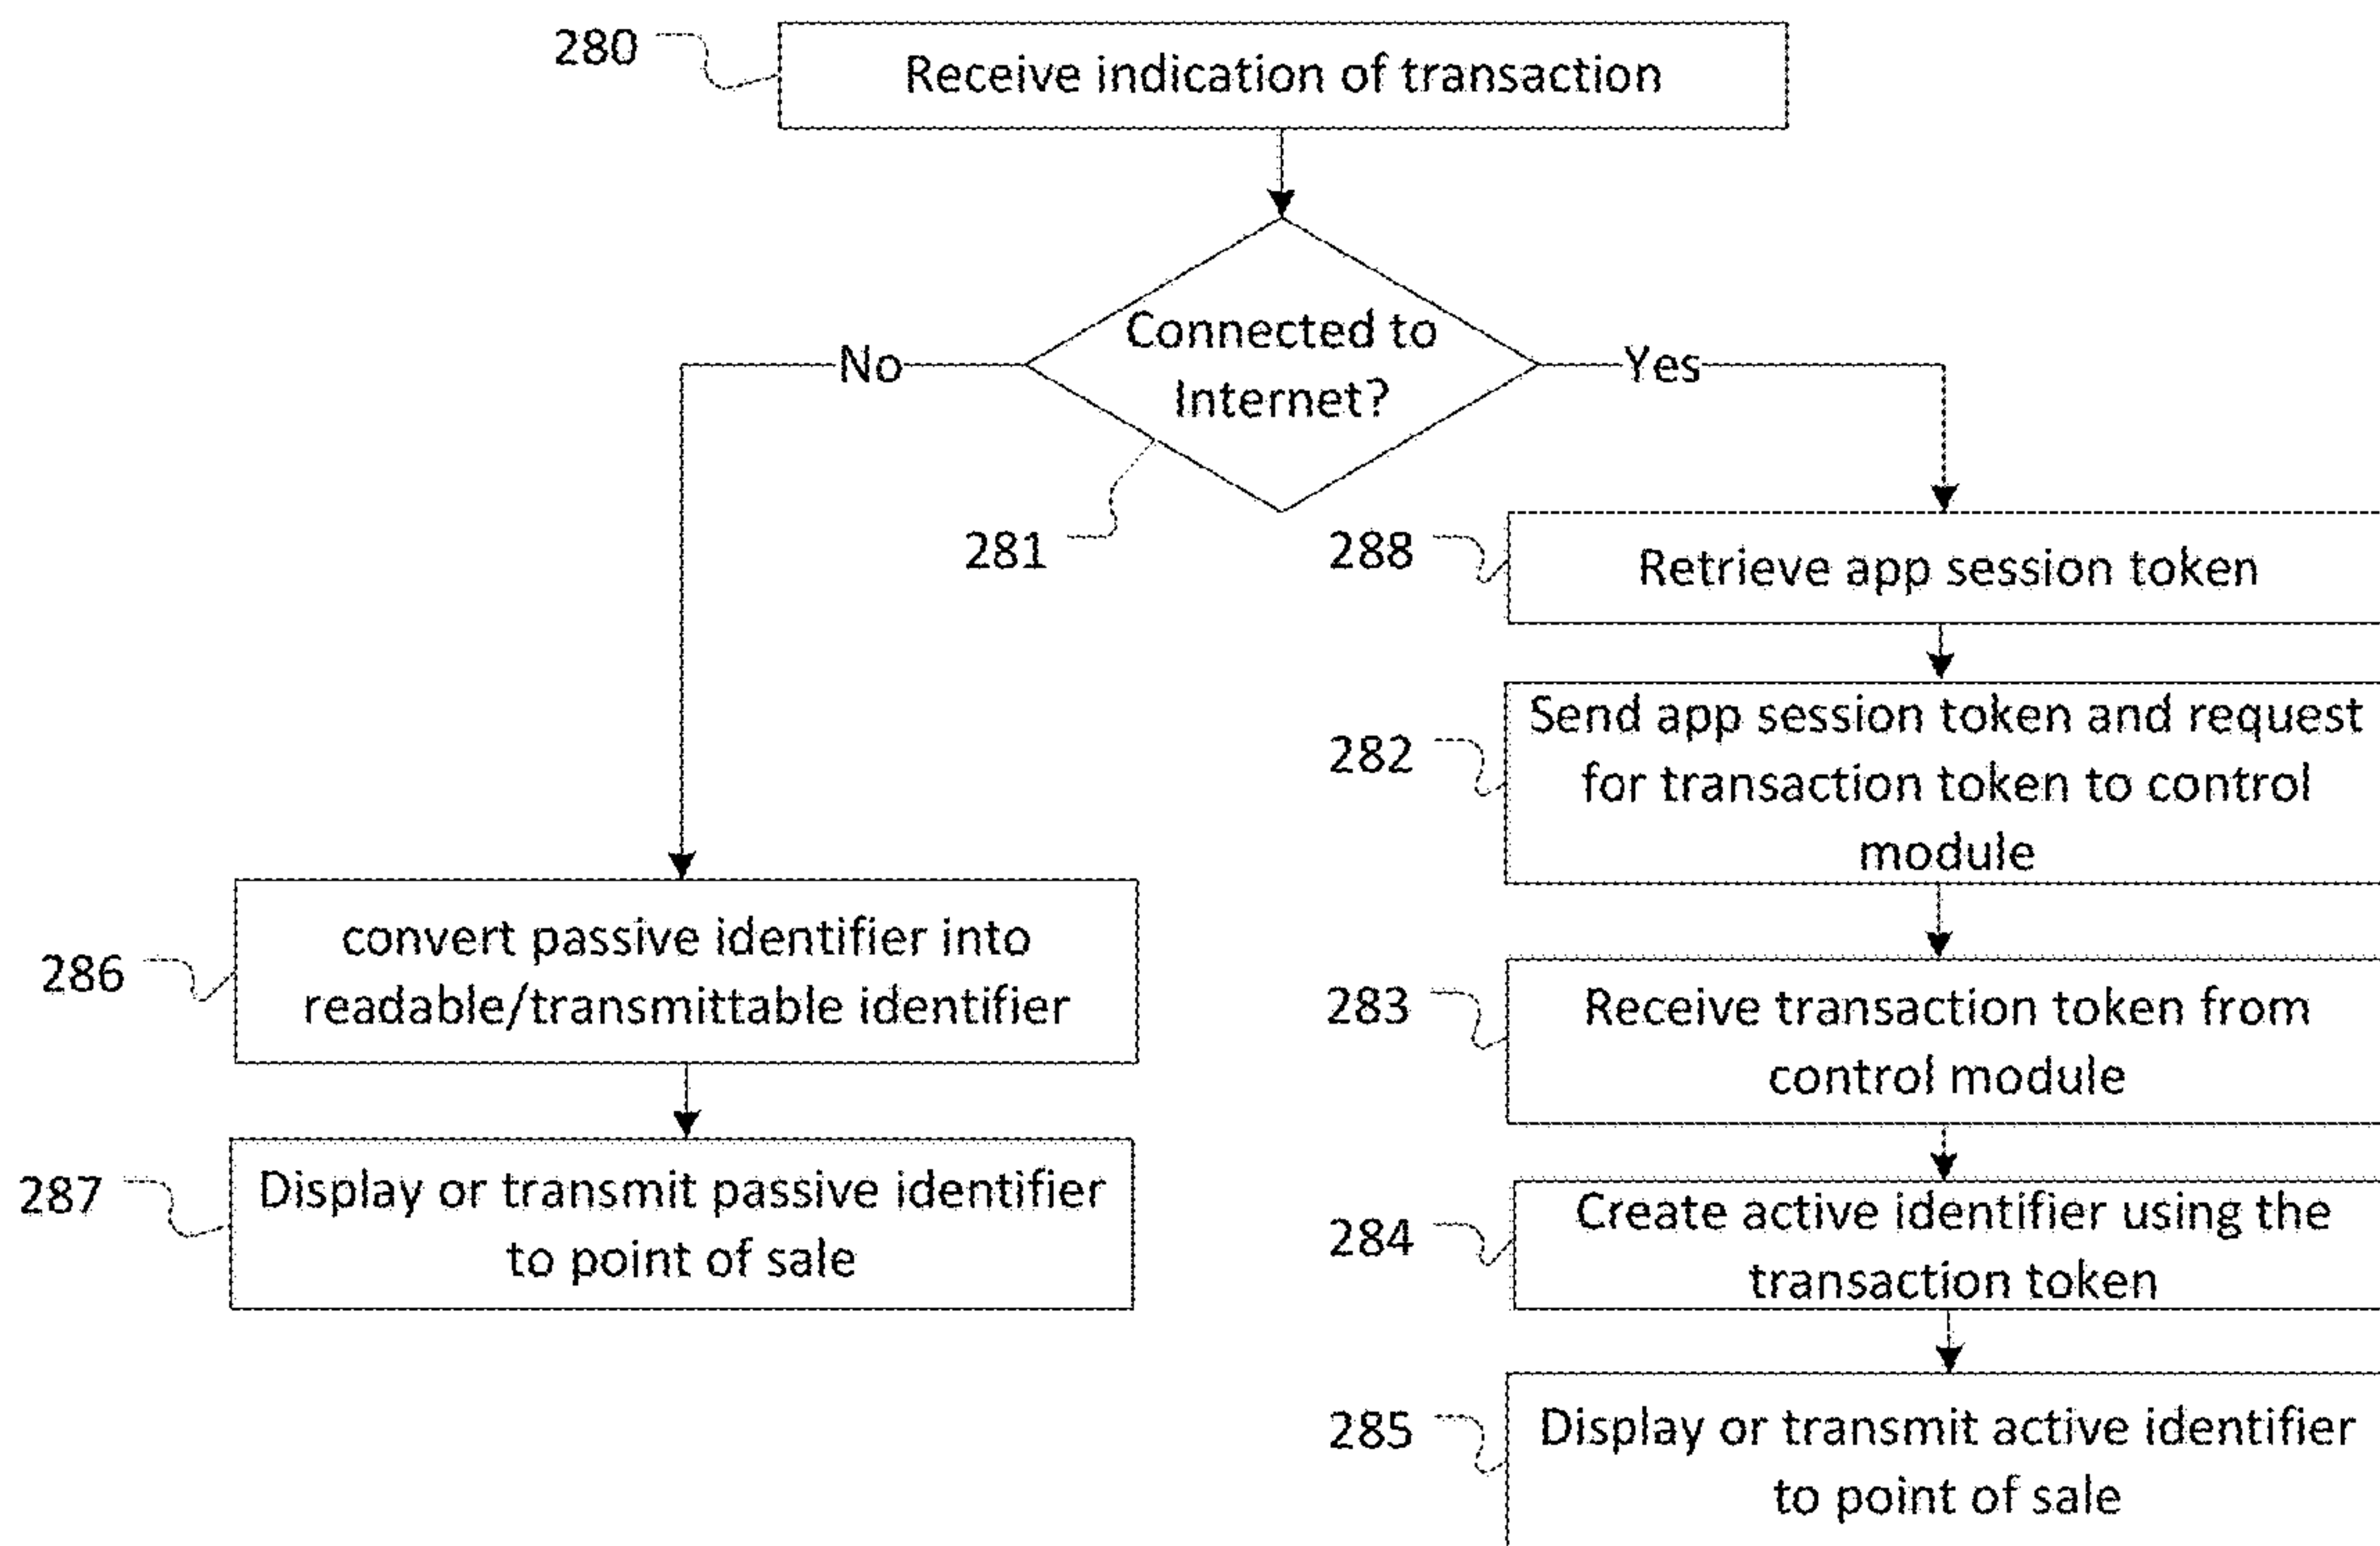 280
Receive indication of transaction
Connected to
Internet?
No
Yes
281
288
Retrieve app session token
282
Send app session token and request
for transaction token to control
module
286
convert passive identifier into
readable/transmittable identifier
283
Receive transaction token from
control module
287
Display or transmit passive identifier
to point of sale
284
Create active identifier using the
transaction token
285
Display or transmit active identifier
to point of sale